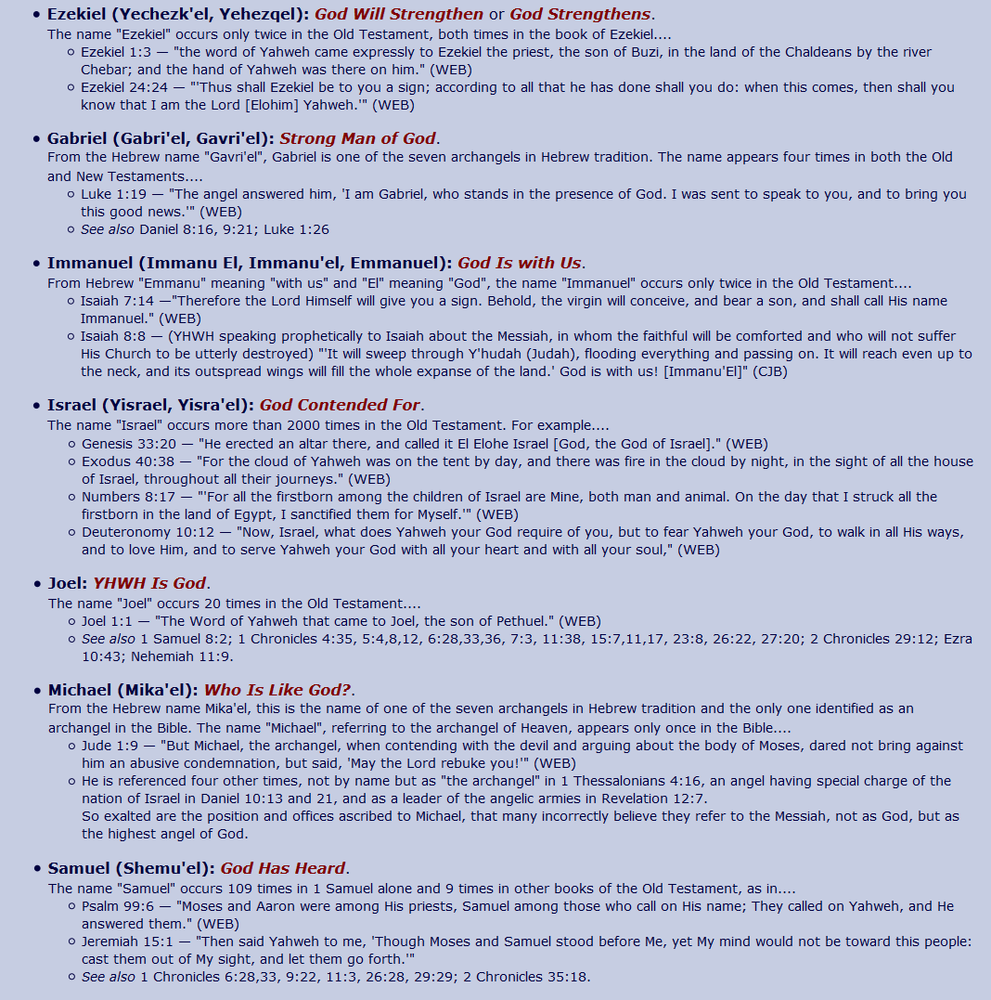 • Ezekiel (Yechezk'el, Yehezqel): God Will Strengthen or God Strengthens.
The name "Ezekiel" occurs only twice in the Old Testament, both times in the book of Ezekiel....
○ Ezekiel 1:3 — "the word of Yahweh came expressly to Ezekiel the priest, the son of Buzi, in the land of the Chaldeans by the river
Chebar; and the hand of Yahweh was there on him." (WEB)
○ Ezekiel 24:24 — "'Thus shall Ezekiel be to you a sign; according to all that he has done shall you do: when this comes, then shall you
know that I am the Lord [Elohim] Yahweh.'" (WEB)
• Gabriel (Gabri'el, Gavri'el): Strong Man of God.
From the Hebrew name "Gavri'el", Gabriel is one of the seven archangels in Hebrew tradition. The name appears four times in both the Old
and New Testaments....
○ Luke 1:19 — "The angel answered him, 'I am Gabriel, who stands in the presence of God. I was sent to speak to you, and to bring you
this good news.'" (WEB)
○ See also Daniel 8:16, 9:21; Luke 1:26
• Immanuel (Immanu El, Immanu'el, Emmanuel): God Is with Us.
From Hebrew "Emmanu" meaning "with us" and "El" meaning "God", the name "Immanuel" occurs only twice in the Old Testament....
○ Isaiah 7:14 —"Therefore the Lord Himself will give you a sign. Behold, the virgin will conceive, and bear a son, and shall call His name
Immanuel." (WEB)
○ Isaiah 8:8 — (YHWH speaking prophetically to Isaiah about the Messiah, in whom the faithful will be comforted and who will not suffer
His Church to be utterly destroyed) "'It will sweep through Y'hudah (Judah), flooding everything and passing on. It will reach even up to
the neck, and its outspread wings will fill the whole expanse of the land.' God is with us! [Immanu'El]" (CJB)
• Israel (Yisrael, Yisra'el): God Contended For.
The name "Israel" occurs more than 2000 times in the Old Testament. For example....
○ Genesis 33:20 — "He erected an altar there, and called it El Elohe Israel [God, the God of Israel]." (WEB)
○ Exodus 40:38 — "For the cloud of Yahweh was on the tent by day, and there was fire in the cloud by night, in the sight of all the house
of Israel, throughout all their journeys." (WEB)
○ Numbers 8:17 — "'For all the firstborn among the children of Israel are Mine, both man and animal. On the day that I struck all the
firstborn in the land of Egypt, I sanctified them for Myself.'" (WEB)
○ Deuteronomy 10:12 — "Now, Israel, what does Yahweh your God require of you, but to fear Yahweh your God, to walk in all His ways,
and to love Him, and to serve Yahweh your God with all your heart and with all your soul," (WEB)
• Joel: YHWH Is God.
The name "Joel" occurs 20 times in the Old Testament....
○ Joel 1:1 — "The Word of Yahweh that came to Joel, the son of Pethuel." (WEB)
○ See also 1 Samuel 8:2; 1 Chronicles 4:35, 5:4,8,12, 6:28,33,36, 7:3, 11:38, 15:7,11,17, 23:8, 26:22, 27:20; 2 Chronicles 29:12; Ezra
10:43; Nehemiah 11:9.
• Michael (Mika'el): Who Is Like God?.
From the Hebrew name Mika'el, this is the name of one of the seven archangels in Hebrew tradition and the only one identified as an
archangel in the Bible. The name "Michael", referring to the archangel of Heaven, appears only once in the Bible....
○ Jude 1:9 — "But Michael, the archangel, when contending with the devil and arguing about the body of Moses, dared not bring against
him an abusive condemnation, but said, 'May the Lord rebuke you!'" (WEB)
○ He is referenced four other times, not by name but as "the archangel" in 1 Thessalonians 4:16, an angel having special charge of the
nation of Israel in Daniel 10:13 and 21, and as a leader of the angelic armies in Revelation 12:7.
So exalted are the position and offices ascribed to Michael, that many incorrectly believe they refer to the Messiah, not as God, but as
the highest angel of God.
• Samuel (Shemu'el): God Has Heard.
The name "Samuel" occurs 109 times in 1 Samuel alone and 9 times in other books of the Old Testament, as in....
○ Psalm 99:6 — "Moses and Aaron were among His priests, Samuel among those who call on His name; They called on Yahweh, and He
answered them." (WEB)
○ Jeremiah 15:1 — "Then said Yahweh to me, 'Though Moses and Samuel stood before Me, yet My mind would not be toward this people:
cast them out of My sight, and let them go forth.'"
○ See also 1 Chronicles 6:28,33, 9:22, 11:3, 26:28, 29:29; 2 Chronicles 35:18.